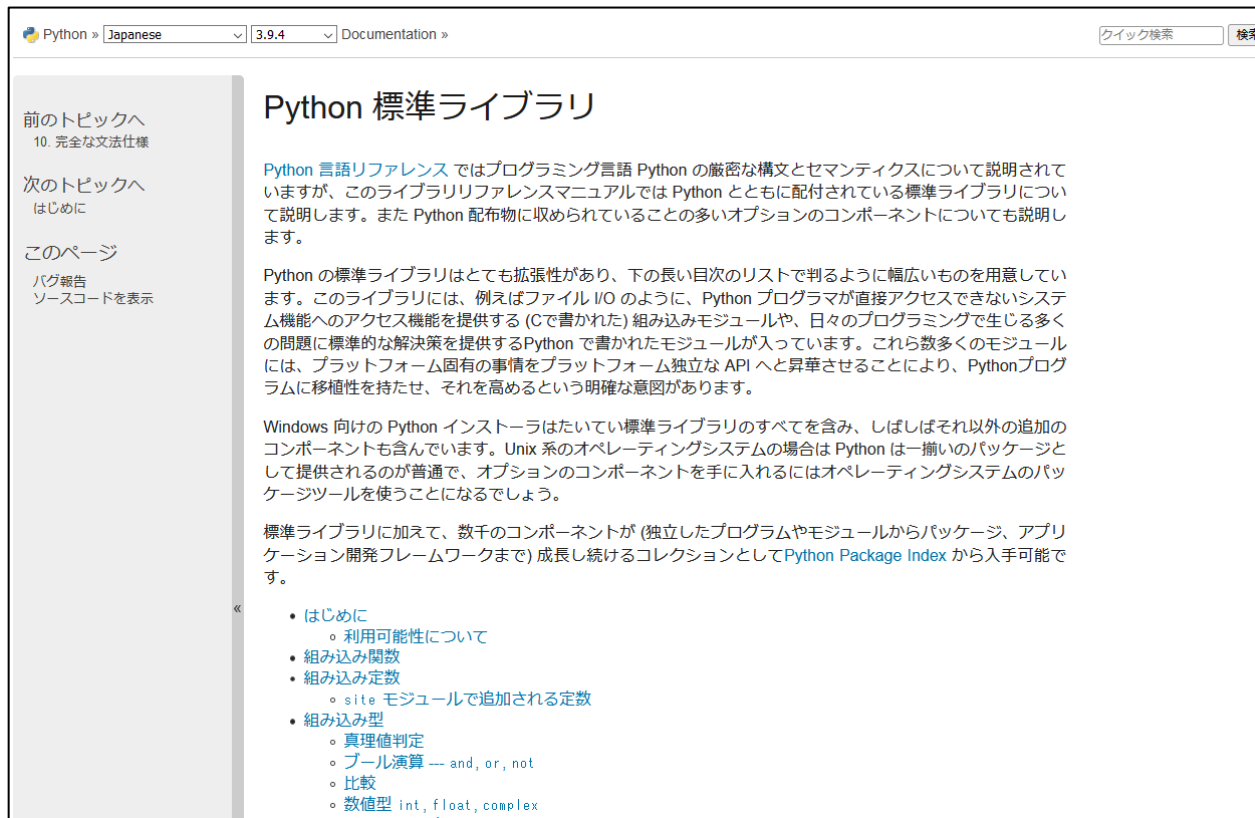 Python » Japanese 3.9.4 Documentation » クイック検索 検索
前のトピックへ
10. 完全な文法仕様
次のトピックへ
はじめに
このページ
バグ報告
ソースコードを表示
«
Python 標準ライブラリ
Python 言語リファレンス ではプログラミング言語 Python の厳密な構文とセマンティクスについて説明されて
いますが、このライブラリリファレンスマニュアルでは Python とともに配付されている標準ライブラリについ
て説明します。また Python 配布物に収められていることの多いオプションのコンポーネントについても説明し
ます。
Python の標準ライブラリはとても拡張性があり、下の長い目次のリストで判るように幅広いものを用意してい
ます。このライブラリには、例えばファイル I/O のように、Python プログラマが直接アクセスできないシステ
ム機能へのアクセス機能を提供する (Cで書かれた) 組み込みモジュールや、日々のプログラミングで生じる多く
の問題に標準的な解決策を提供するPython で書かれたモジュールが入っています。これら数多くのモジュール
には、プラットフォーム固有の事情をプラットフォーム独立な API へと昇華させることにより、Pythonプログ
ラムに移植性を持たせ、それを高めるという明確な意図があります。
Windows 向けの Python インストーラはたいてい標準ライブラリのすべてを含み、しばしばそれ以外の追加の
コンポーネントも含んでいます。Unix 系のオペレーティングシステムの場合は Python は一揃いのパッケージと
して提供されるのが普通で、オプションのコンポーネントを手に入れるにはオペレーティングシステムのパッ
ケージツールを使うことになるでしょう。
標準ライブラリに加えて、数千のコンポーネントが (独立したプログラムやモジュールからパッケージ、アプリ
ケーション開発フレームワークまで) 成長し続けるコレクションとしてPython Package Index から入手可能で
す。
• はじめに
◦ 利用可能性について
• 組み込み関数
• 組み込み定数
◦ site モジュールで追加される定数
• 組み込み型
◦ 真理値判定
◦ ブール演算 --- and, or, not
◦ 比較
◦ 数値型 int, float, complex